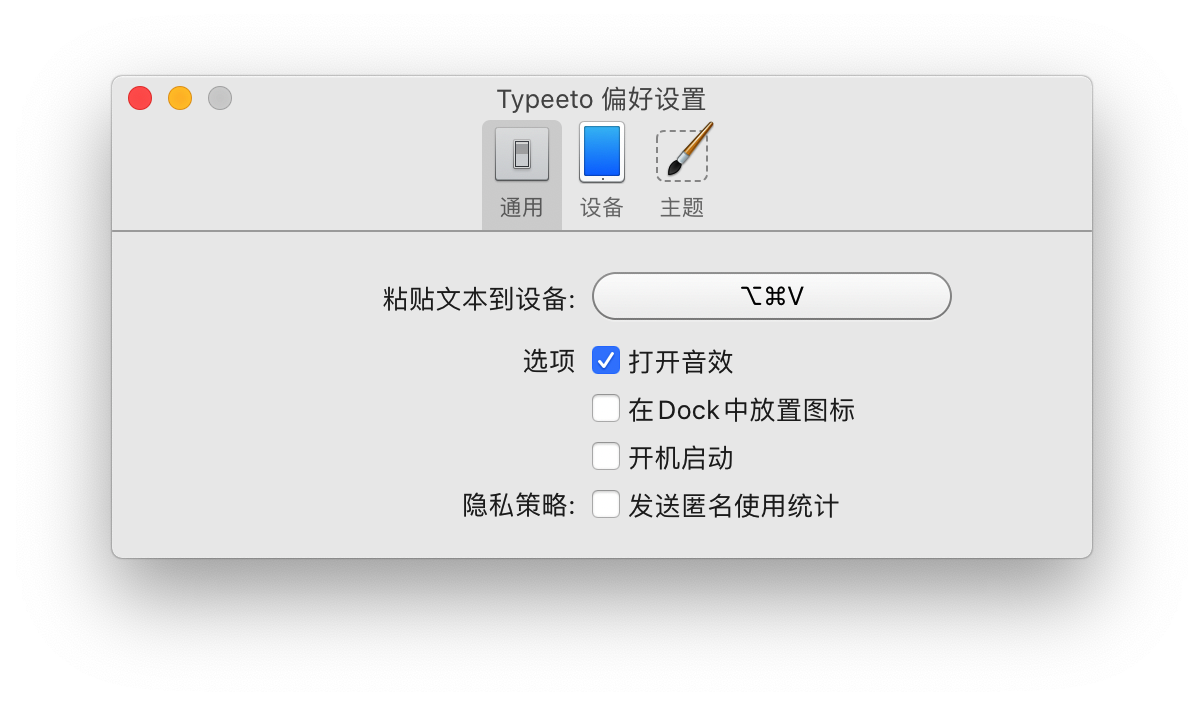 Typeeto 偏好设置
通用 设备 主题
粘贴文本到设备: ⌥⌘V
选项 打开音效
在Dock中放置图标
开机启动
隐私策略: 发送匿名使用统计